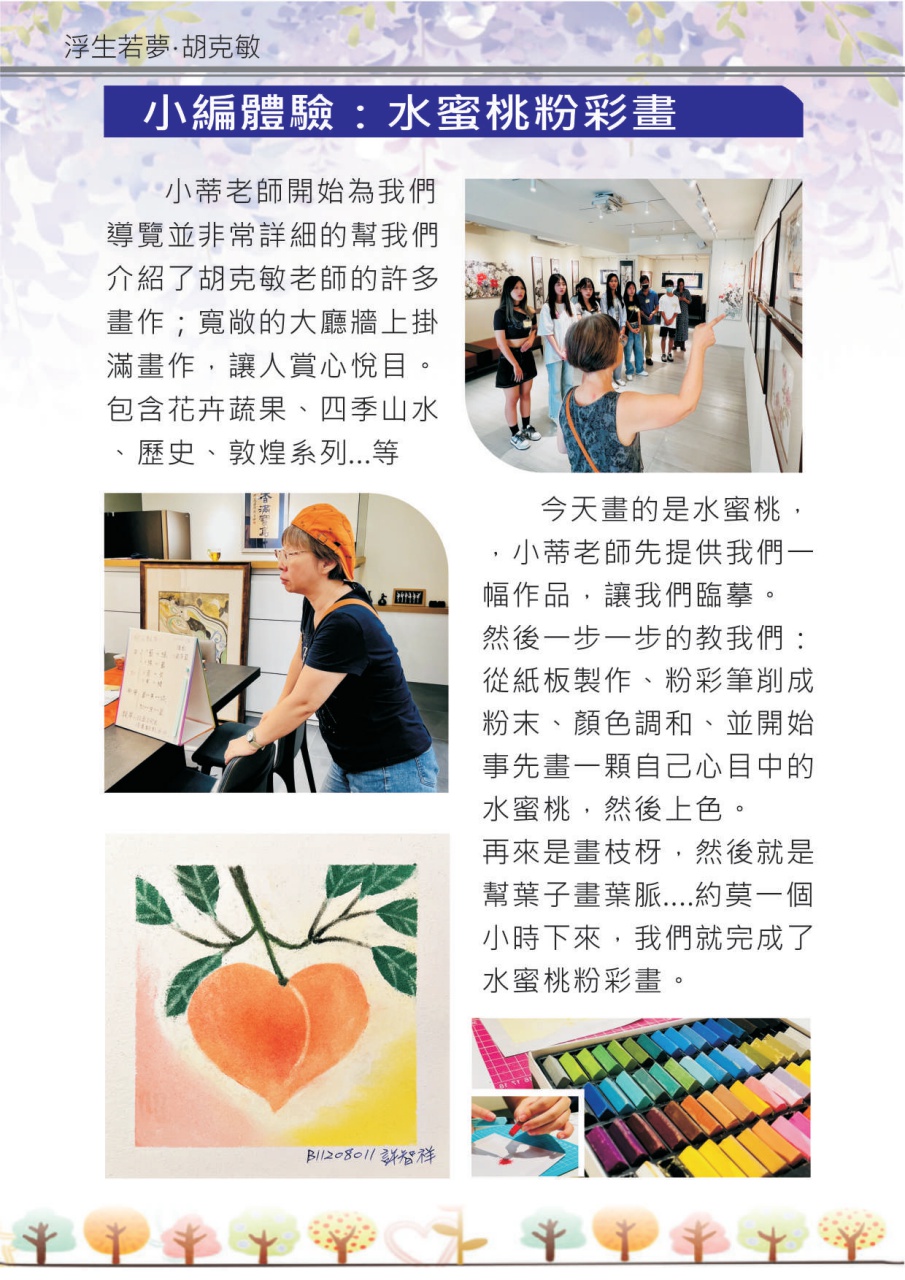 浮生若夢·胡克敏
小編體驗：水蜜桃粉彩畫
小蒂老師開始為我們
導覽並非常詳細的幫我們
介紹了胡克敏老師的許多
畫作；寬敞的大廳牆上掛
滿畫作，讓人賞心悅目。
包含花卉蔬果、四季山水
、歷史、敦煌系列...等
今天畫的是水蜜桃，
，小蒂老師先提供我們一
幅作品，讓我們臨摹。
然後一步一步的教我們：
從紙板製作、粉彩筆削成
粉末、顏色調和、並開始
事先畫一顆自己心目中的
水蜜桃，然後上色。
再來是畫枝枒，然後就是
幫葉子畫葉脈....約莫一個
小時下來，我們就完成了
水蜜桃粉彩畫。
B11208011 許智祥